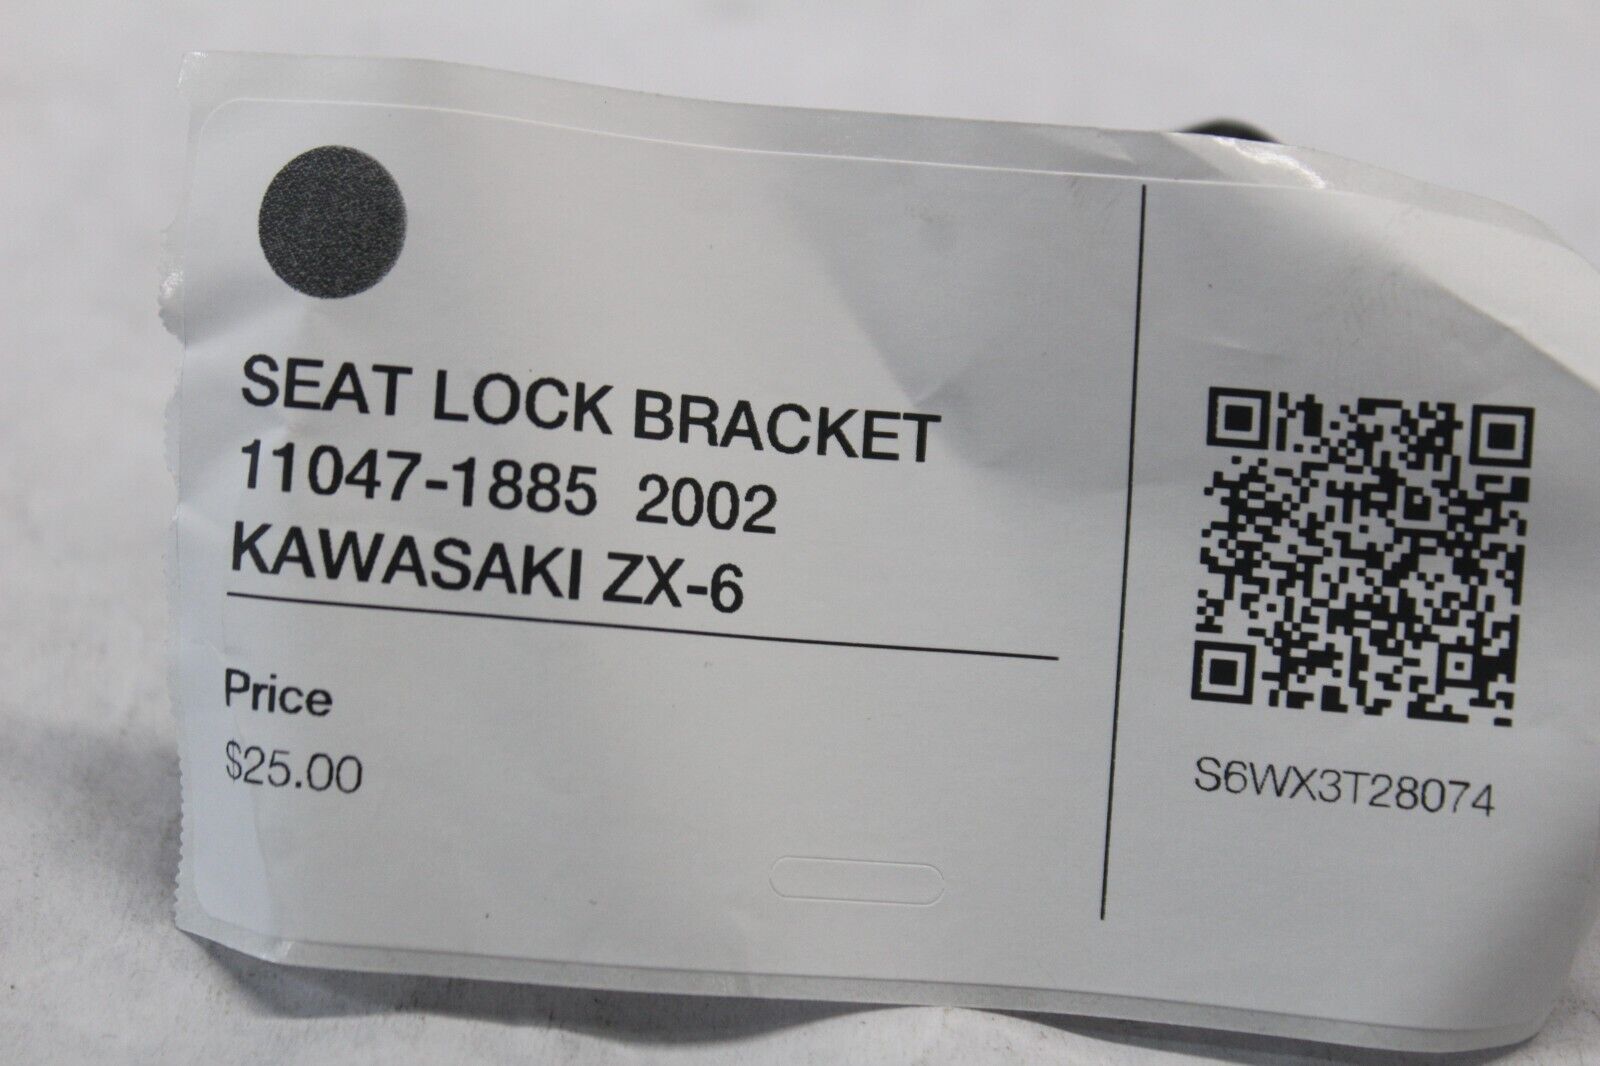 SEAT LOCK BRACKET
11047-1885 2002
KAWASAKI ZX-6
Price
$25.00
S6WX3T28074